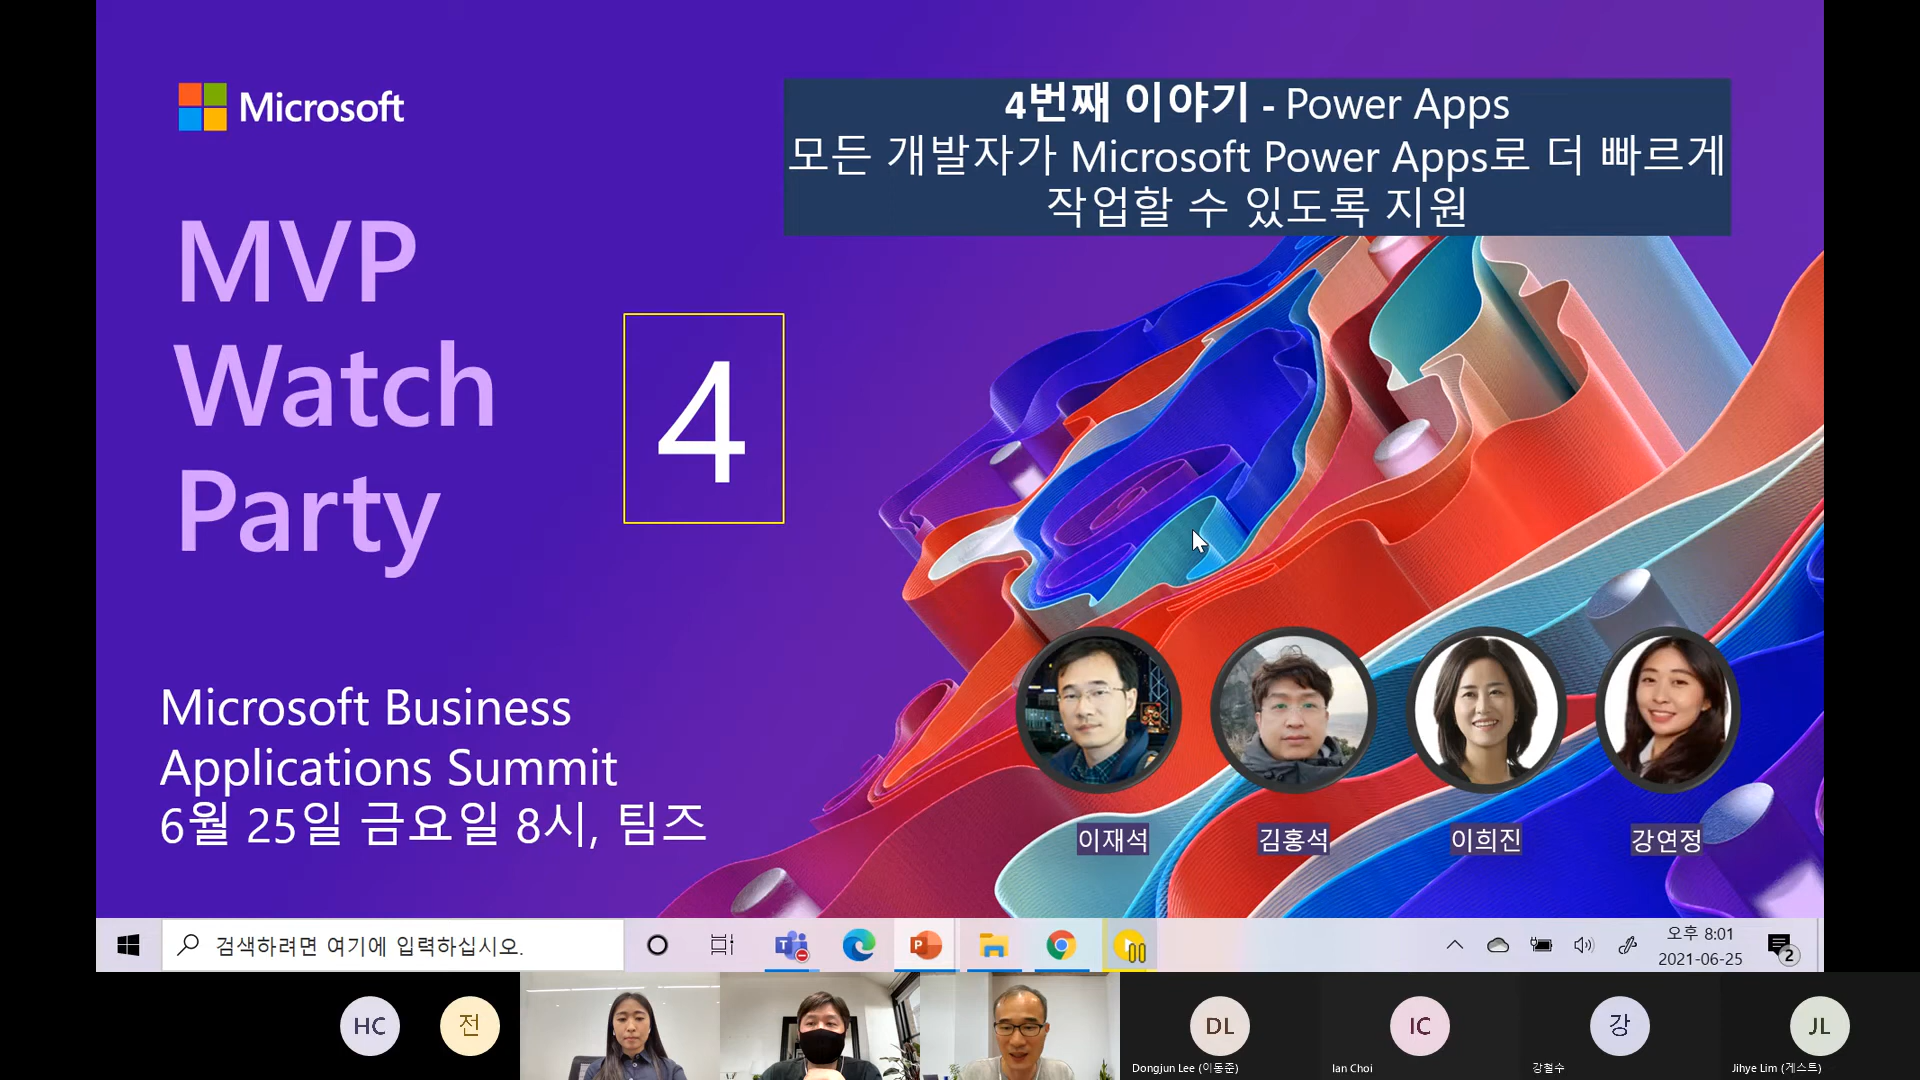 Microsoft
4번째 이야기 - Power Apps
모든 개발자가 Microsoft Power Apps로 더 빠르게
작업할 수 있도록 지원
MVP
Watch
Party
4
Microsoft Business
Applications Summit
6월 25일 금요일 8시, 팀즈
이재석
김홍석
이희진
강연정
검색하려면 여기에 입력하십시오.
오후 8:01
2021-06-25
2
HC
전
DL
IC
강
JL
Dongjun Lee (이동준)
Ian Choi
강철수
Jihye Lim (게스트)